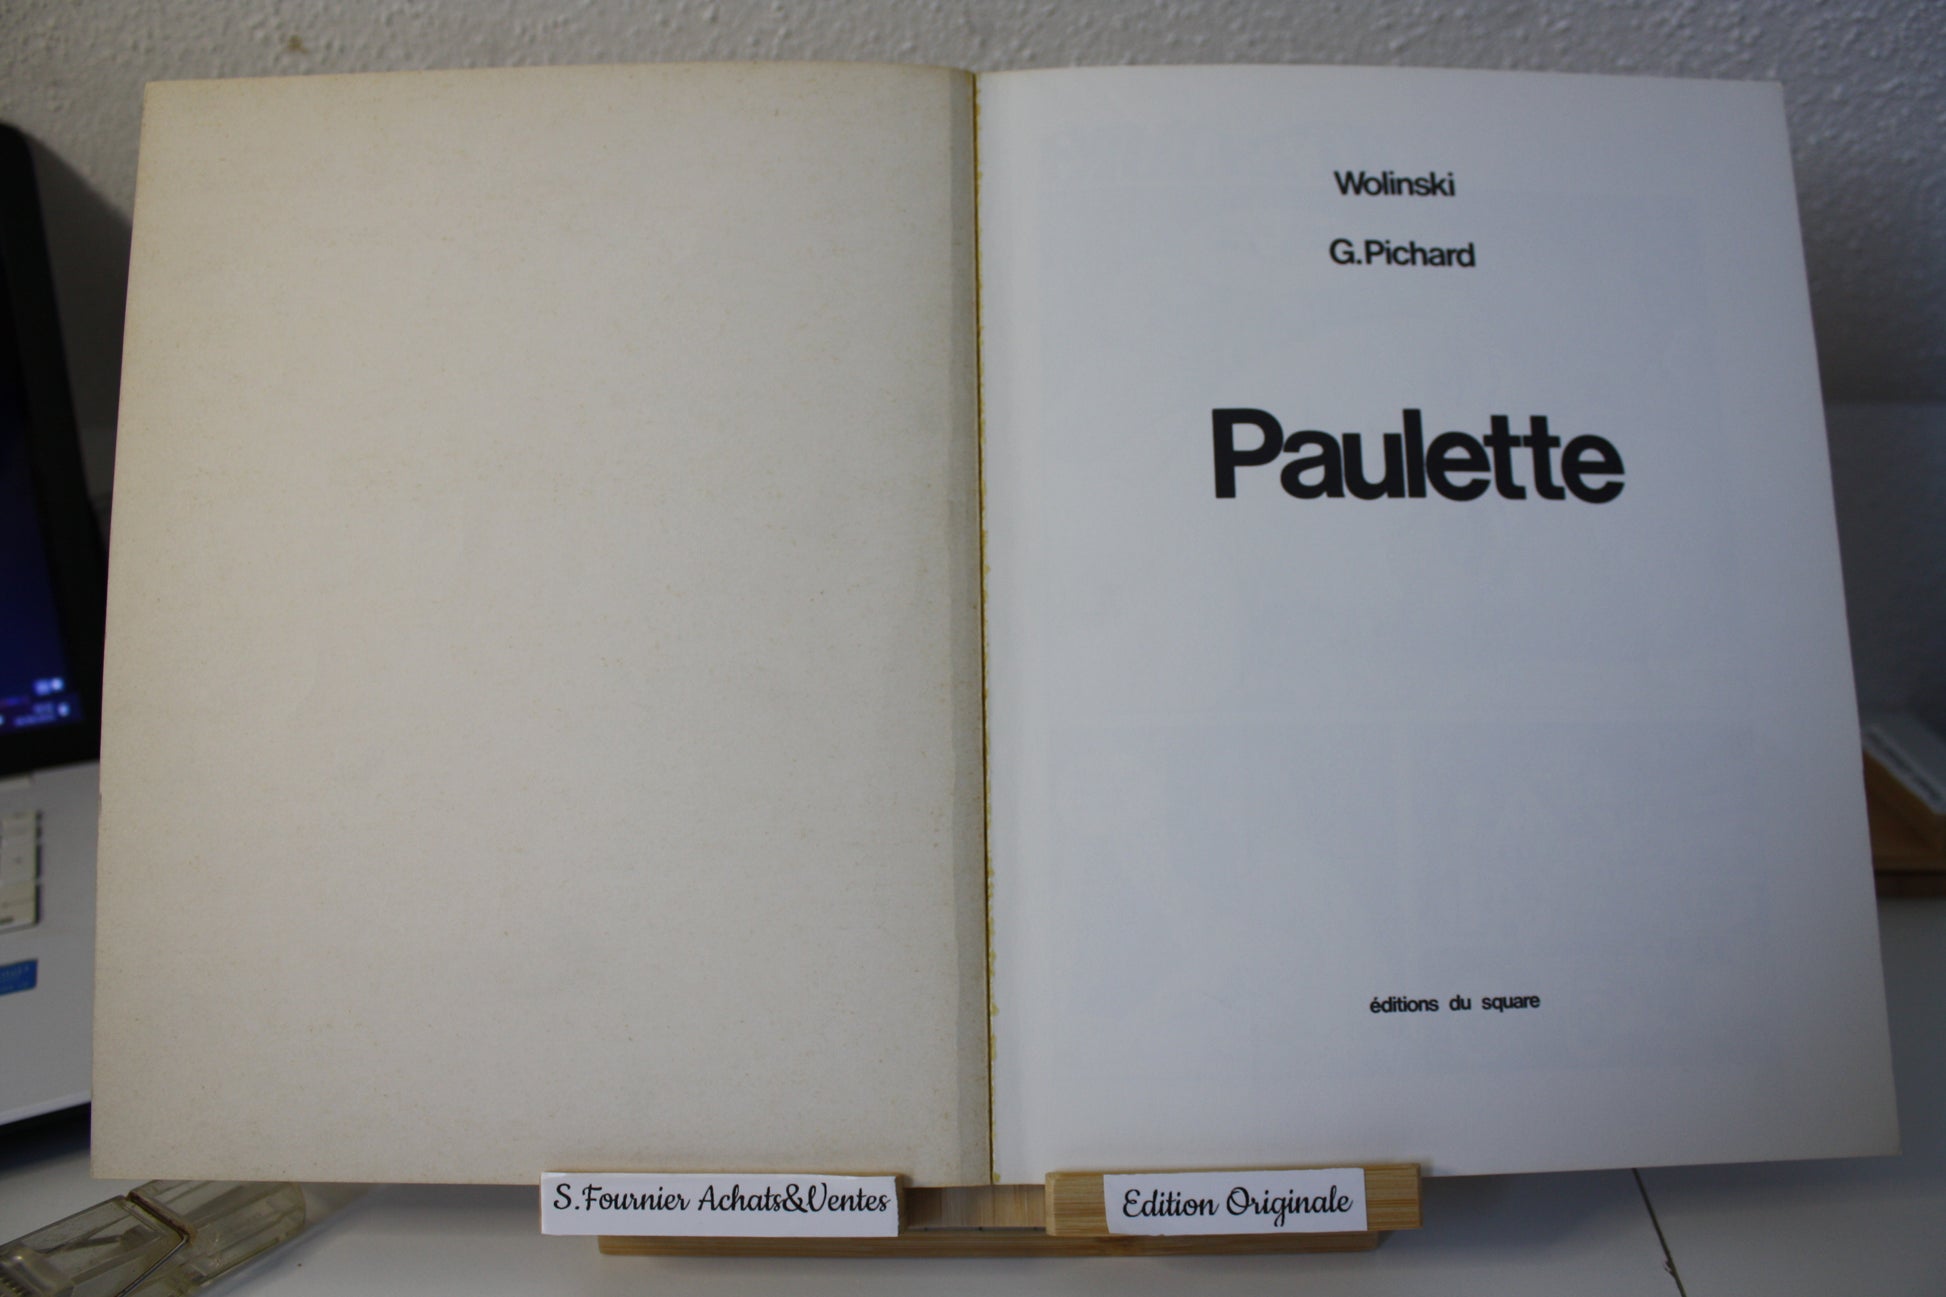 Wolinski
G.Pichard
Paulette
éditions du square
S.Fournier Achats&Ventes
Edition Originale